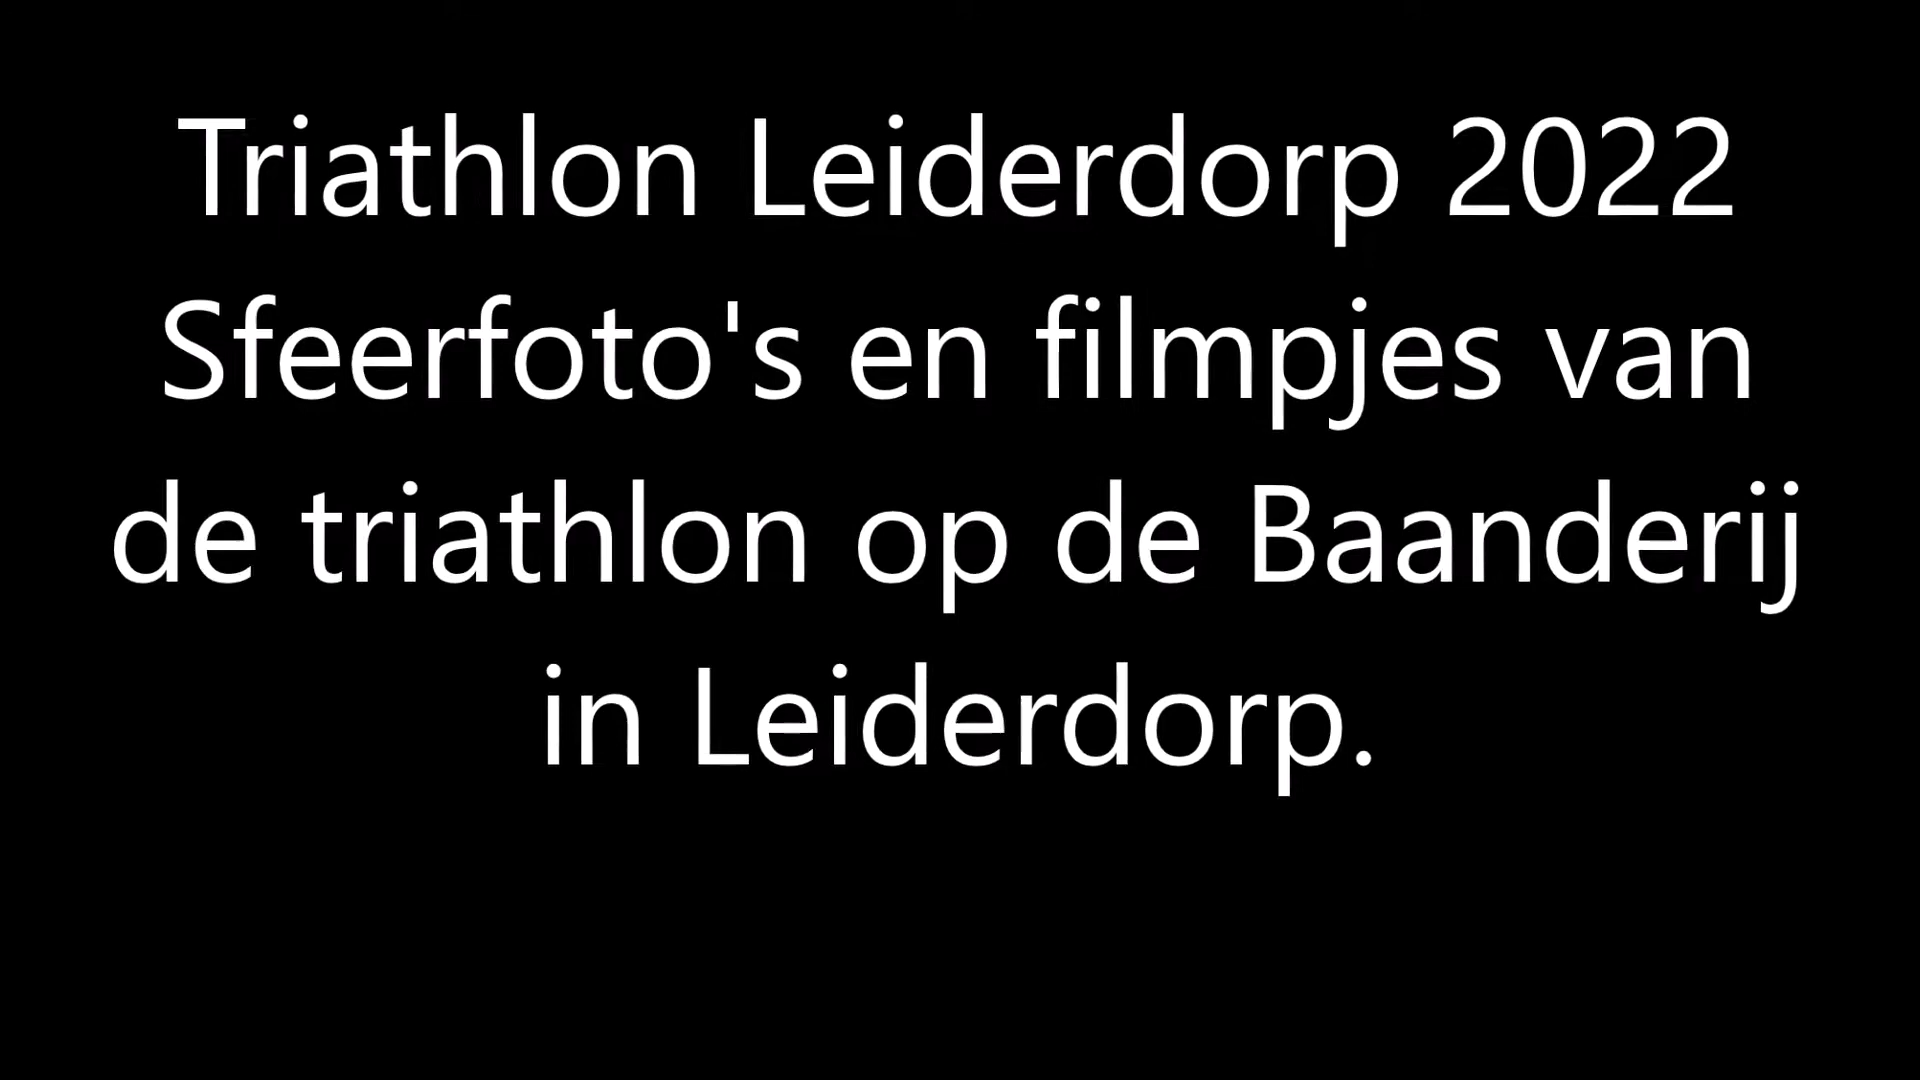 Triathlon Leiderdorp 2022
Sfeerfoto's en filmpjes van
de triathlon op de Baanderij
in Leiderdorp.